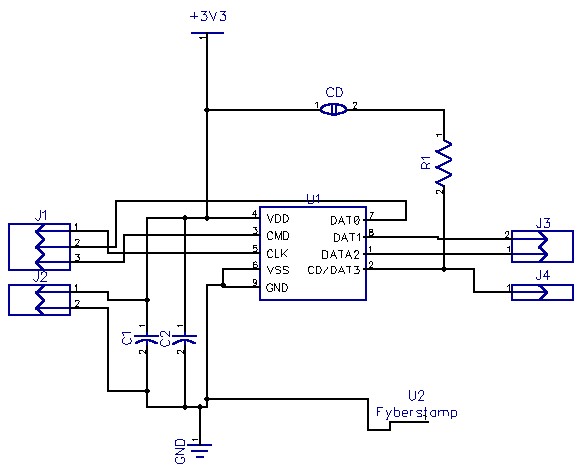 +3V3
1
CD
1 2
1
R1
2
U1
J1
1
2
3
J2
1
2
4 VDD DAT0 7
3 CMD DAT1 8
5 CLK DATA2 1
6 VSS CD/DAT3 2
9 GND
J3
2
1
J4
1
1 1
C1 C2
2 2
U2
Fyberstamp
1
GND